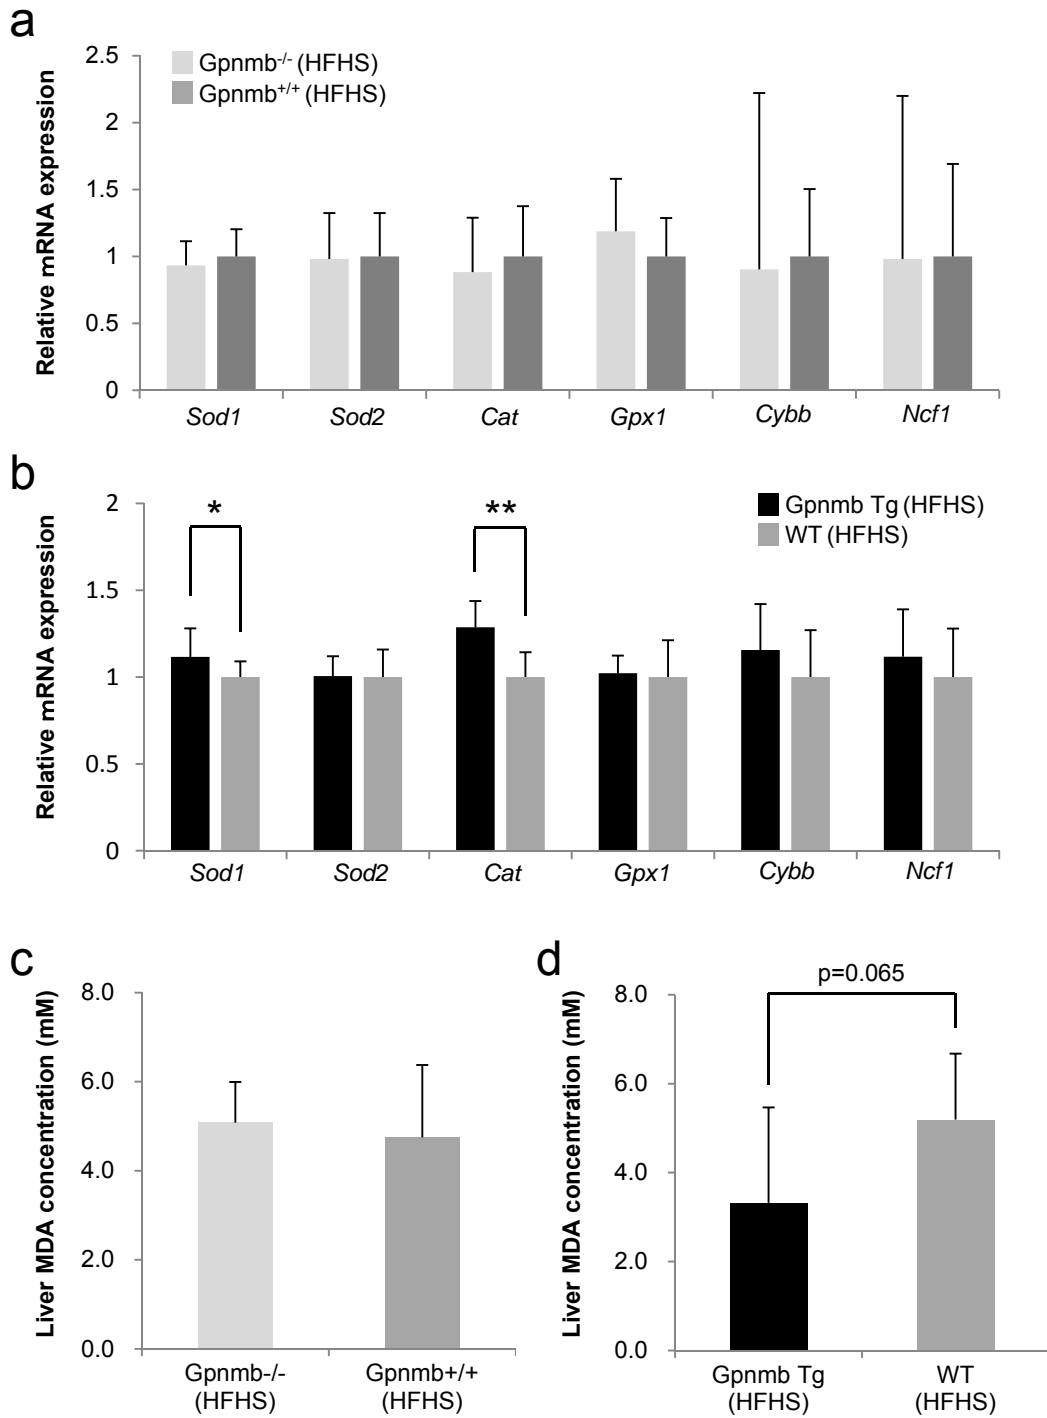 a
Relative mRNA expression
2.5
2
1.5
1
0.5
0
Gpnmb-/- (HFHS)
Gpnmb+/+ (HFHS)
Sod1 Sod2 Cat Gpx1 Cybb Ncf1
b
Relative mRNA expression
2
1.5
1
0.5
0
* **
Gpnmb Tg (HFHS)
WT (HFHS)
Sod1 Sod2 Cat Gpx1 Cybb Ncf1
c
Liver MDA concentration (mM)
8.0
6.0
4.0
2.0
0.0
Gpnmb-/- Gpnmb+/+
(HFHS) (HFHS)
d
Liver MDA concentration (mM)
p=0.065
8.0
6.0
4.0
2.0
0.0
Gpnmb Tg WT
(HFHS) (HFHS)